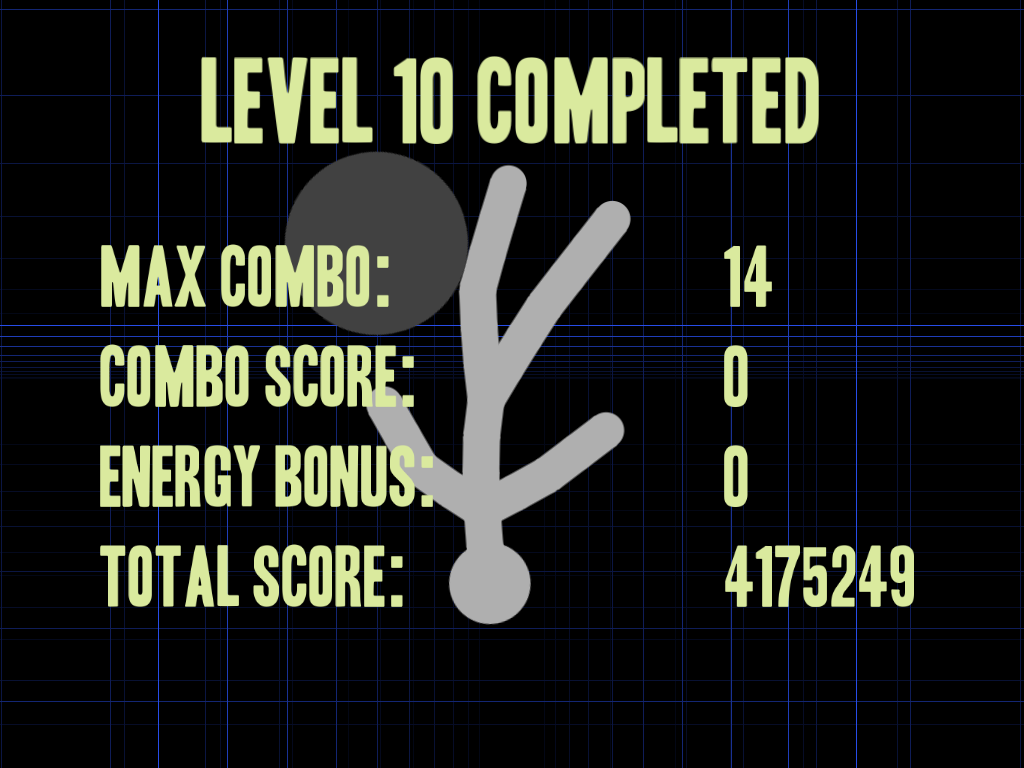 LEVEL 10 COMPLETED
MAX COMBO: 14
COMBO SCORE: 0
ENERGY BONUS: 0
TOTAL SCORE: 4175249